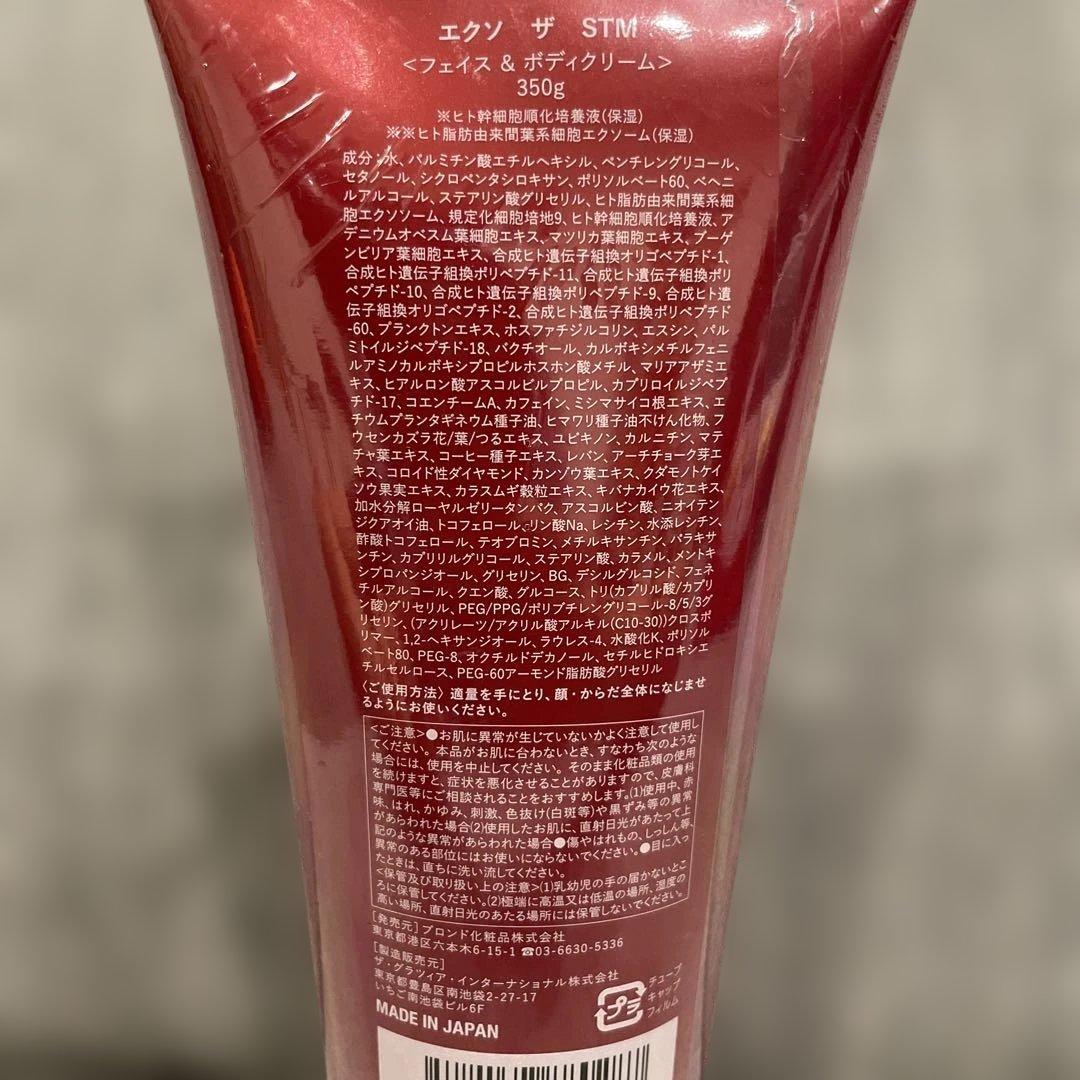 エクソ ザ STM
<フェイス & ボディクリーム>
350g
※ヒト幹細胞順化培養液(保湿)
※※ヒト脂肪由来間葉系細胞エクソーム(保湿)
成分:水、パルミチン酸エチルヘキシル、ペンチレングリコール、
セタノール、シクロペンタシロキサン、ポリソルベート60、ベヘニ
ルアルコール、ステアリン酸グリセリル、ヒト脂肪由来間葉系細
胞エクソソーム、規定化細胞培地9、ヒト幹細胞順化培養液、ア
デニウムオベスム葉細胞エキス、マツリカ葉細胞エキス、ブーゲ
ンビリア葉細胞エキス、合成ヒト遺伝子組換オリゴペプチド-1、
合成ヒト遺伝子組換ポリペプチド-11、合成ヒト遺伝子組換ポリ
ペプチド-10、合成ヒト遺伝子組換ポリペプチド-9、合成ヒト遺
伝子組換オリゴペプチド-2、合成ヒト遺伝子組換ポリペプチド
-60、プランクトンエキス、ホスファチジルコリン、エスシン、パル
ミトイルジペプチド-18、バクチオール、カルボキシメチルフェニ
ルアミノカルボキシプロピルホスホン酸メチル、マリアアザミエ
キス、ヒアルロン酸アスコルビルプロピル、カプリロイルジペプ
チド-17、コエンチームA、カフェイン、ミシマサイコ根エキス、エ
チウムプランタギネウム種子油、ヒマワリ種子油不けん化物、フ
ウセンカズラ花/葉/つるエキス、ユビキノン、カルニチン、マテ
チャ葉エキス、コーヒー種子エキス、レバン、アーチチョーク芽エ
キス、コロイド性ダイヤモンド、カンゾウ葉エキス、クダモノトケイ
ソウ果実エキス、カラスムギ穀粒エキス、キバナカイウ花エキス、
加水分解ローヤルゼリータンパク、アスコルビン酸、ニオイテン
ジクアオイ油、トコフェロール、リン酸Na、レシチン、水添レシチン、
酢酸トコフェロール、テオブロミン、メチルキサンチン、パラキサ
ンチン、カプリリルグリコール、ステアリン酸、カラメル、メントキ
シプロパンジオール、グリセリン、BG、デシルグルコシド、フェネ
チルアルコール、クエン酸、グルコース、トリ(カプリル酸/カプリ
ン酸)グリセリル、PEG/PPG/ポリブチレングリコール-8/5/3グ
リセリン、(アクリレーツ/アクリル酸アルキル(C10-30))クロスポ
リマー、1,2-ヘキサンジオール、ラウレス-4、水酸化K、ポリソル
ベート80、PEG-8、オクチルドデカノール、セチルヒドロキシエ
チルセルロース、PEG-60アーモンド脂肪酸グリセリル
〈ご使用方法〉適量を手にとり、顔・からだ全体になじませ
るようにお使いください。
<ご注意>●お肌に異常が生じていないかよく注意して使用し
てください。本品がお肌に合わないとき、すなわち次のような
場合には、使用を中止してください。そのまま化粧品類の使用
を続けますと、症状を悪化させることがありますので、皮膚科
専門医等にご相談されることをおすすめします。(1)使用中、赤
味、はれ、かゆみ、刺激、色抜け(白斑等)や黒ずみ等の異常
があらわれた場合(2)使用したお肌に、直射日光があたって上
記のような異常があらわれた場合●傷やはれもの、しっしん等、
異常のある部位にはお使いにならないでください。●目に入っ
たときは、直ちに洗い流してください。
<保管及び取り扱い上の注意>(1)乳幼児の手の届かないとこ
ろに保管してください。(2)極端に高温又は低温の場所、湿度の
高い場所、直射日光のあたる場所には保管しないでください。
[発売元]ブロンド化粧品株式会社
東京都港区六本木6-15-1 ☎03-6630-5336
[製造販売元]
ザ・グラツィア・インターナショナル株式会社
東京都豊島区南池袋2-27-17
いちご南池袋ビル6F
プラ
チューブ
キャップ
フィルム
MADE IN JAPAN